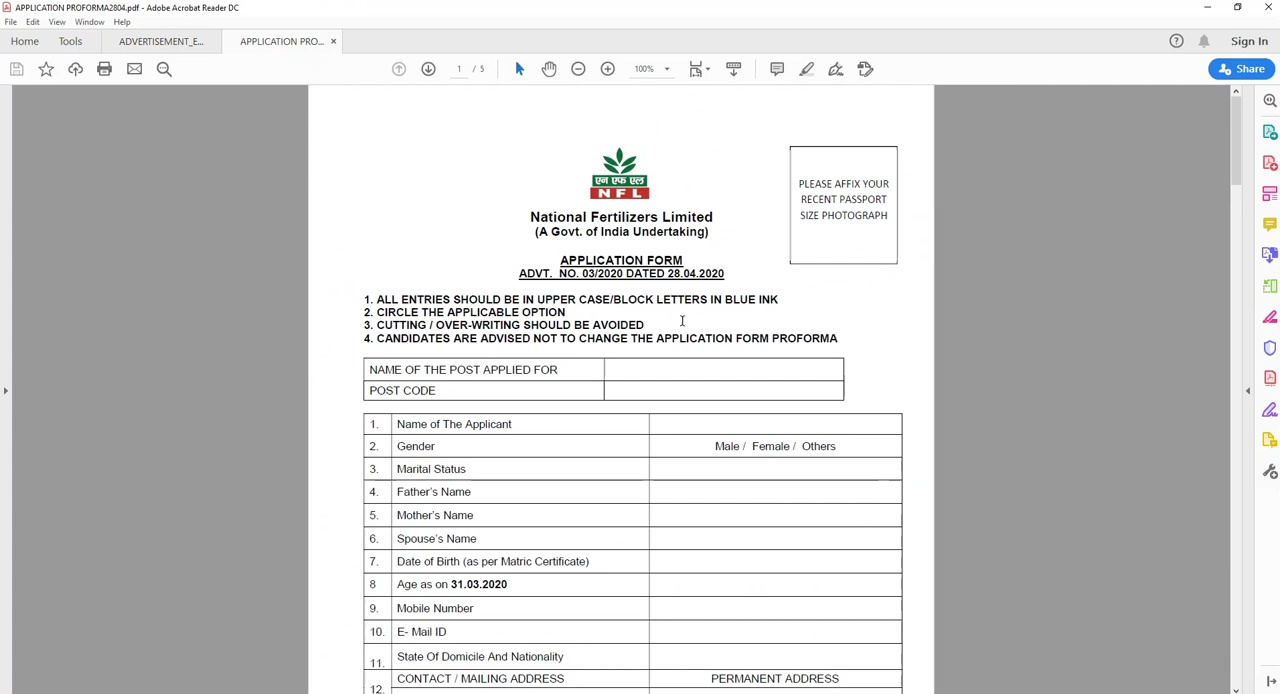 APPLICATION PROFORMA2804.pdf - Adobe Acrobat Reader DC
File Edit View Window Help
Home Tools ADVERTISEMENT_E... APPLICATION PRO... × Sign In
1 / 5 100% Share
एन एफ एल
NFL
National Fertilizers Limited
(A Govt. of India Undertaking)
PLEASE AFFIX YOUR
RECENT PASSPORT
SIZE PHOTOGRAPH
APPLICATION FORM
ADVT. NO. 03/2020 DATED 28.04.2020
1. ALL ENTRIES SHOULD BE IN UPPER CASE/BLOCK LETTERS IN BLUE INK
2. CIRCLE THE APPLICABLE OPTION
3. CUTTING / OVER-WRITING SHOULD BE AVOIDED
4. CANDIDATES ARE ADVISED NOT TO CHANGE THE APPLICATION FORM PROFORMA
NAME OF THE POST APPLIED FOR
POST CODE
1. Name of The Applicant
2. Gender Male / Female / Others
3. Marital Status
4. Father's Name
5. Mother's Name
6. Spouse's Name
7. Date of Birth (as per Matric Certificate)
8 Age as on 31.03.2020
9. Mobile Number
10. E- Mail ID
11. State Of Domicile And Nationality
12. CONTACT / MAILING ADDRESS PERMANENT ADDRESS